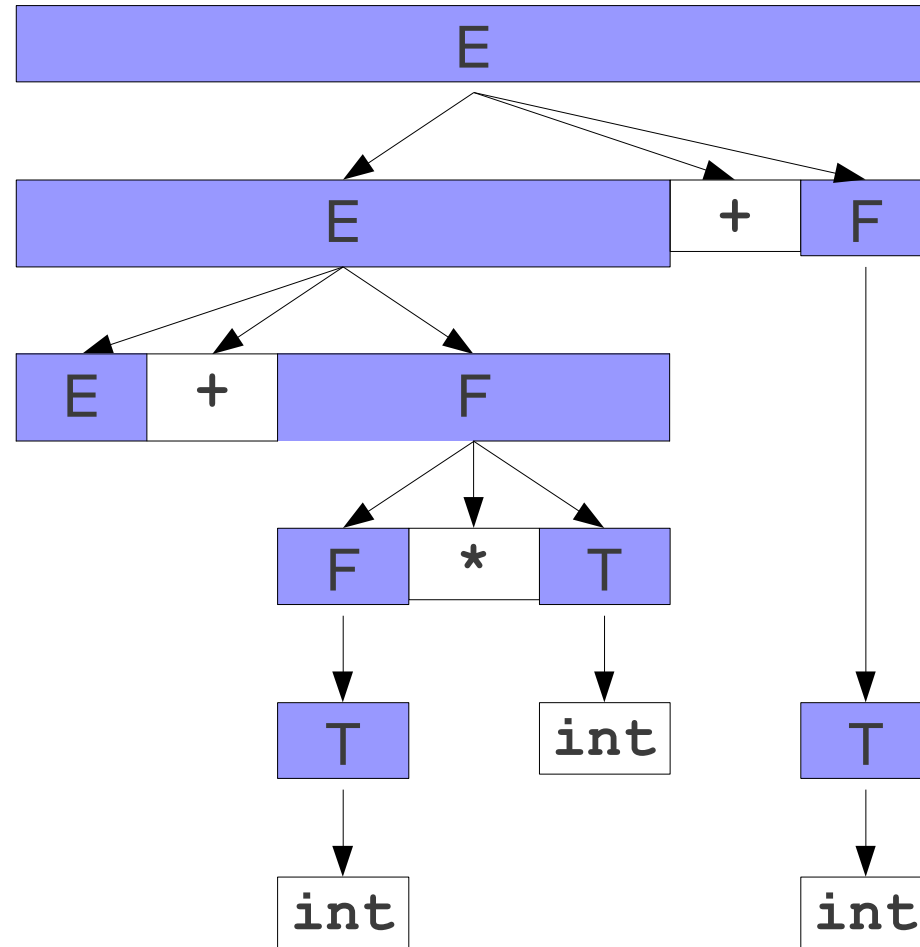 E
E + F
E + F
F * T
T int T
int int